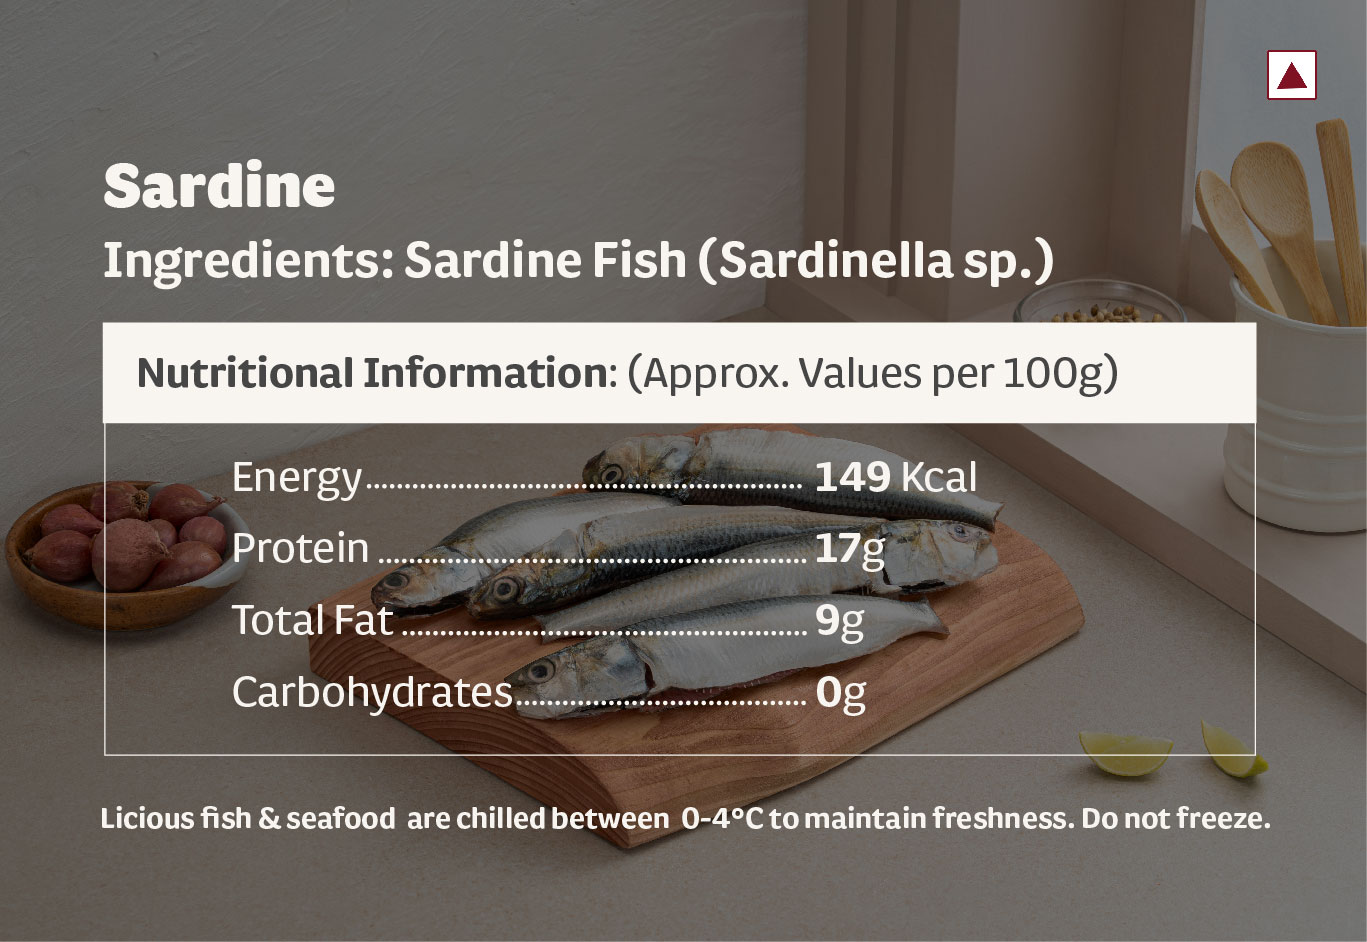 Sardine
Ingredients: Sardine Fish (Sardinella sp.)
Nutritional Information: (Approx. Values per 100g)
Energy........................................................ 149 Kcal
Protein ........................................................ 17g
Total Fat ........................................................ 9g
Carbohydrates........................................ 0g
Licious fish & seafood are chilled between 0-4°C to maintain freshness. Do not freeze.